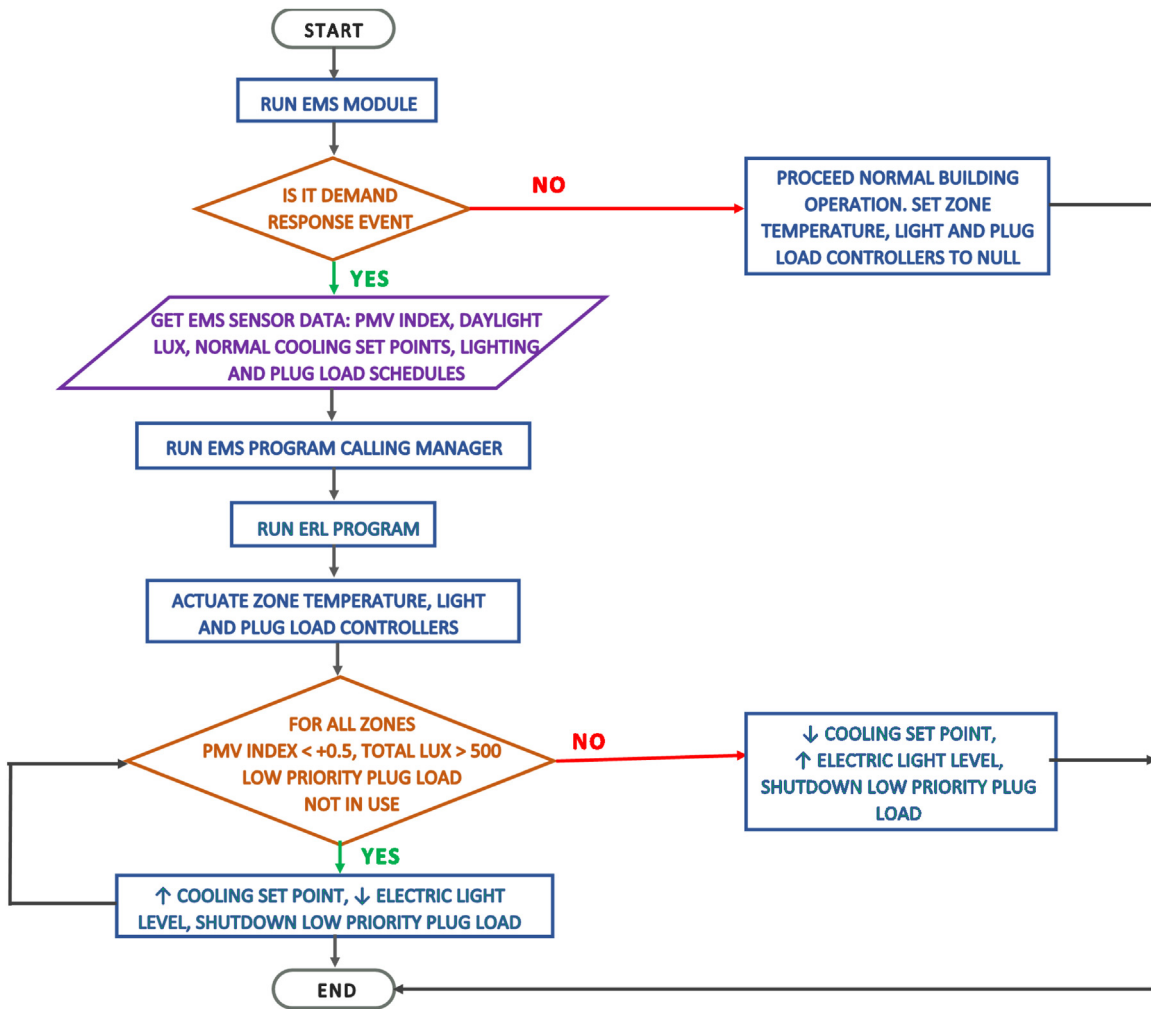 START
RUN EMS MODULE
IS IT DEMAND
RESPONSE EVENT
NO
PROCEED NORMAL BUILDING
OPERATION. SET ZONE
TEMPERATURE, LIGHT AND PLUG
LOAD CONTROLLERS TO NULL
YES
GET EMS SENSOR DATA: PMV INDEX, DAYLIGHT
LUX, NORMAL COOLING SET POINTS, LIGHTING
AND PLUG LOAD SCHEDULES
RUN EMS PROGRAM CALLING MANAGER
RUN ERL PROGRAM
ACTUATE ZONE TEMPERATURE, LIGHT
AND PLUG LOAD CONTROLLERS
FOR ALL ZONES
PMV INDEX < +0.5, TOTAL LUX > 500
LOW PRIORITY PLUG LOAD
NOT IN USE
NO
↓ COOLING SET POINT,
↑ ELECTRIC LIGHT LEVEL,
SHUTDOWN LOW PRIORITY PLUG
LOAD
YES
↑ COOLING SET POINT, ↓ ELECTRIC LIGHT
LEVEL, SHUTDOWN LOW PRIORITY PLUG LOAD
END